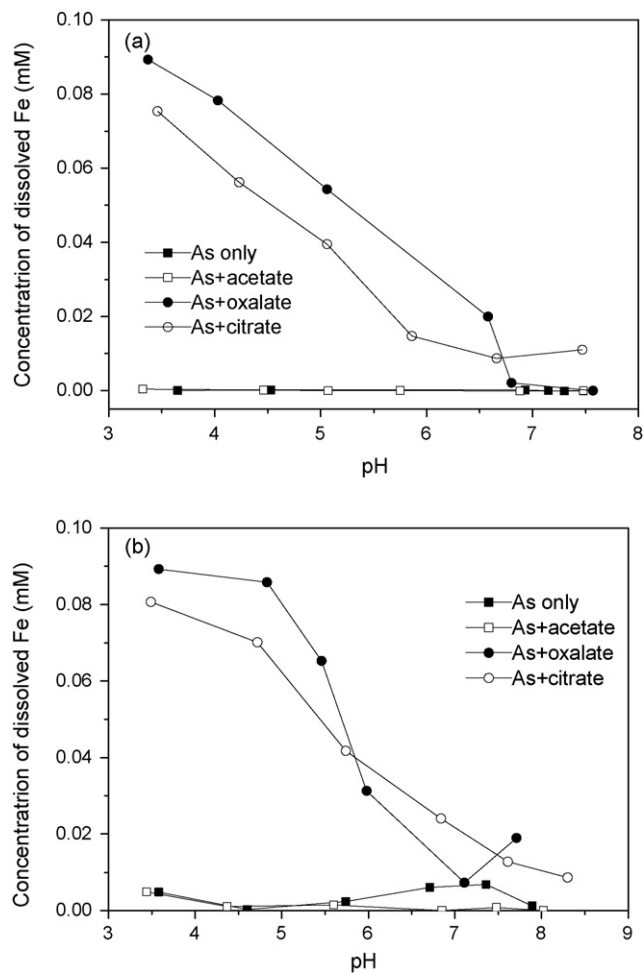 (a)
Concentratrion of dissolved Fe (mM)
0.10
0.08
0.06
0.04
0.02
0.00
As only
As+acetate
As+oxalate
As+citrate
3 4 5 6 7 8
pH
(b)
Concentratrion of dissolved Fe (mM)
0.10
0.08
0.06
0.04
0.02
0.00
As only
As+acetate
As+oxalate
As+citrate
3 4 5 6 7 8 9
pH